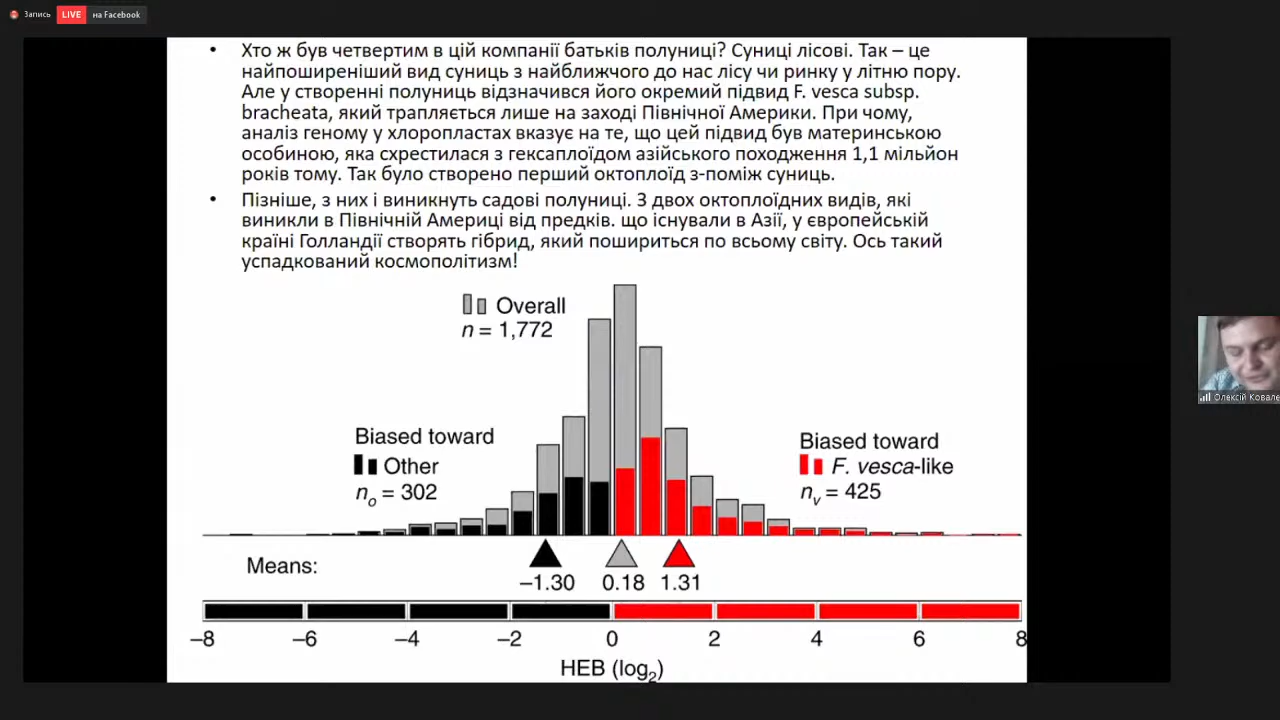 Запись LIVE на Facebook
• Хто ж був четвертим в цій компанії батьків полуниці? Суниці лісові. Так – це
найпоширеніший вид суниць з найближчого до нас лісу чи ринку у літню пору.
Але у створенні полуниць відзначився його окремий підвид F. vesca subsp.
bracheata, який трапляється лише на заході Північної Америки. При чому,
аналіз геному у хлоропластах вказує на те, що цей підвид був материнською
особиною, яка схрестилася з гексаплоїдом азійського походження 1,1 мільйон
років тому. Так було створено перший октоплоїд з-поміж суниць.
• Пізніше, з них і виникнуть садові полуниці. З двох октоплоїдних видів, які
виникли в Північній Америці від предків. що існували в Азії, у європейській
країні Голландії створять гібрид, який пошириться по всьому світу. Ось такий
успадкований космополітизм!
Overall
n = 1,772
Biased toward
Other
no = 302
Biased toward
F. vesca-like
nv = 425
Means:
–1.30 0.18 1.31
–8 –6 –4 –2 0 2 4 6 8
HEB (log2)
Олексій Ковале